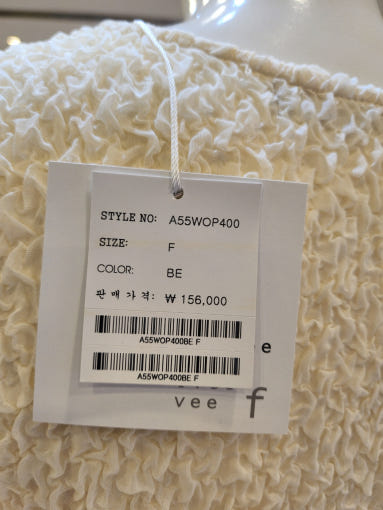 STYLE NO: A55WOP400
SIZE: F
COLOR: BE
판매가격: ₩ 156,000
A55WOP400BE F
A55WOP400BE F
e
vee f